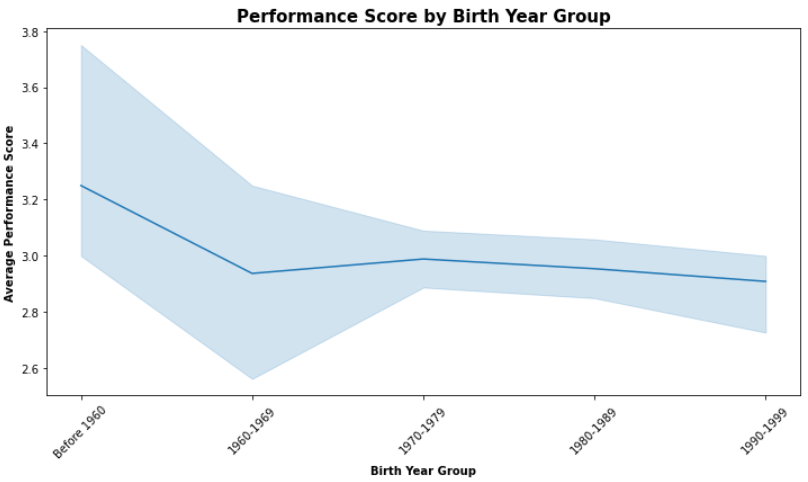 Performance Score by Birth Year Group
3.8
3.6
3.4
3.2
3.0
2.8
2.6
Average Performance Score
Before 1960
1960-1969
1970-1979
1980-1989
1990-1999
Birth Year Group